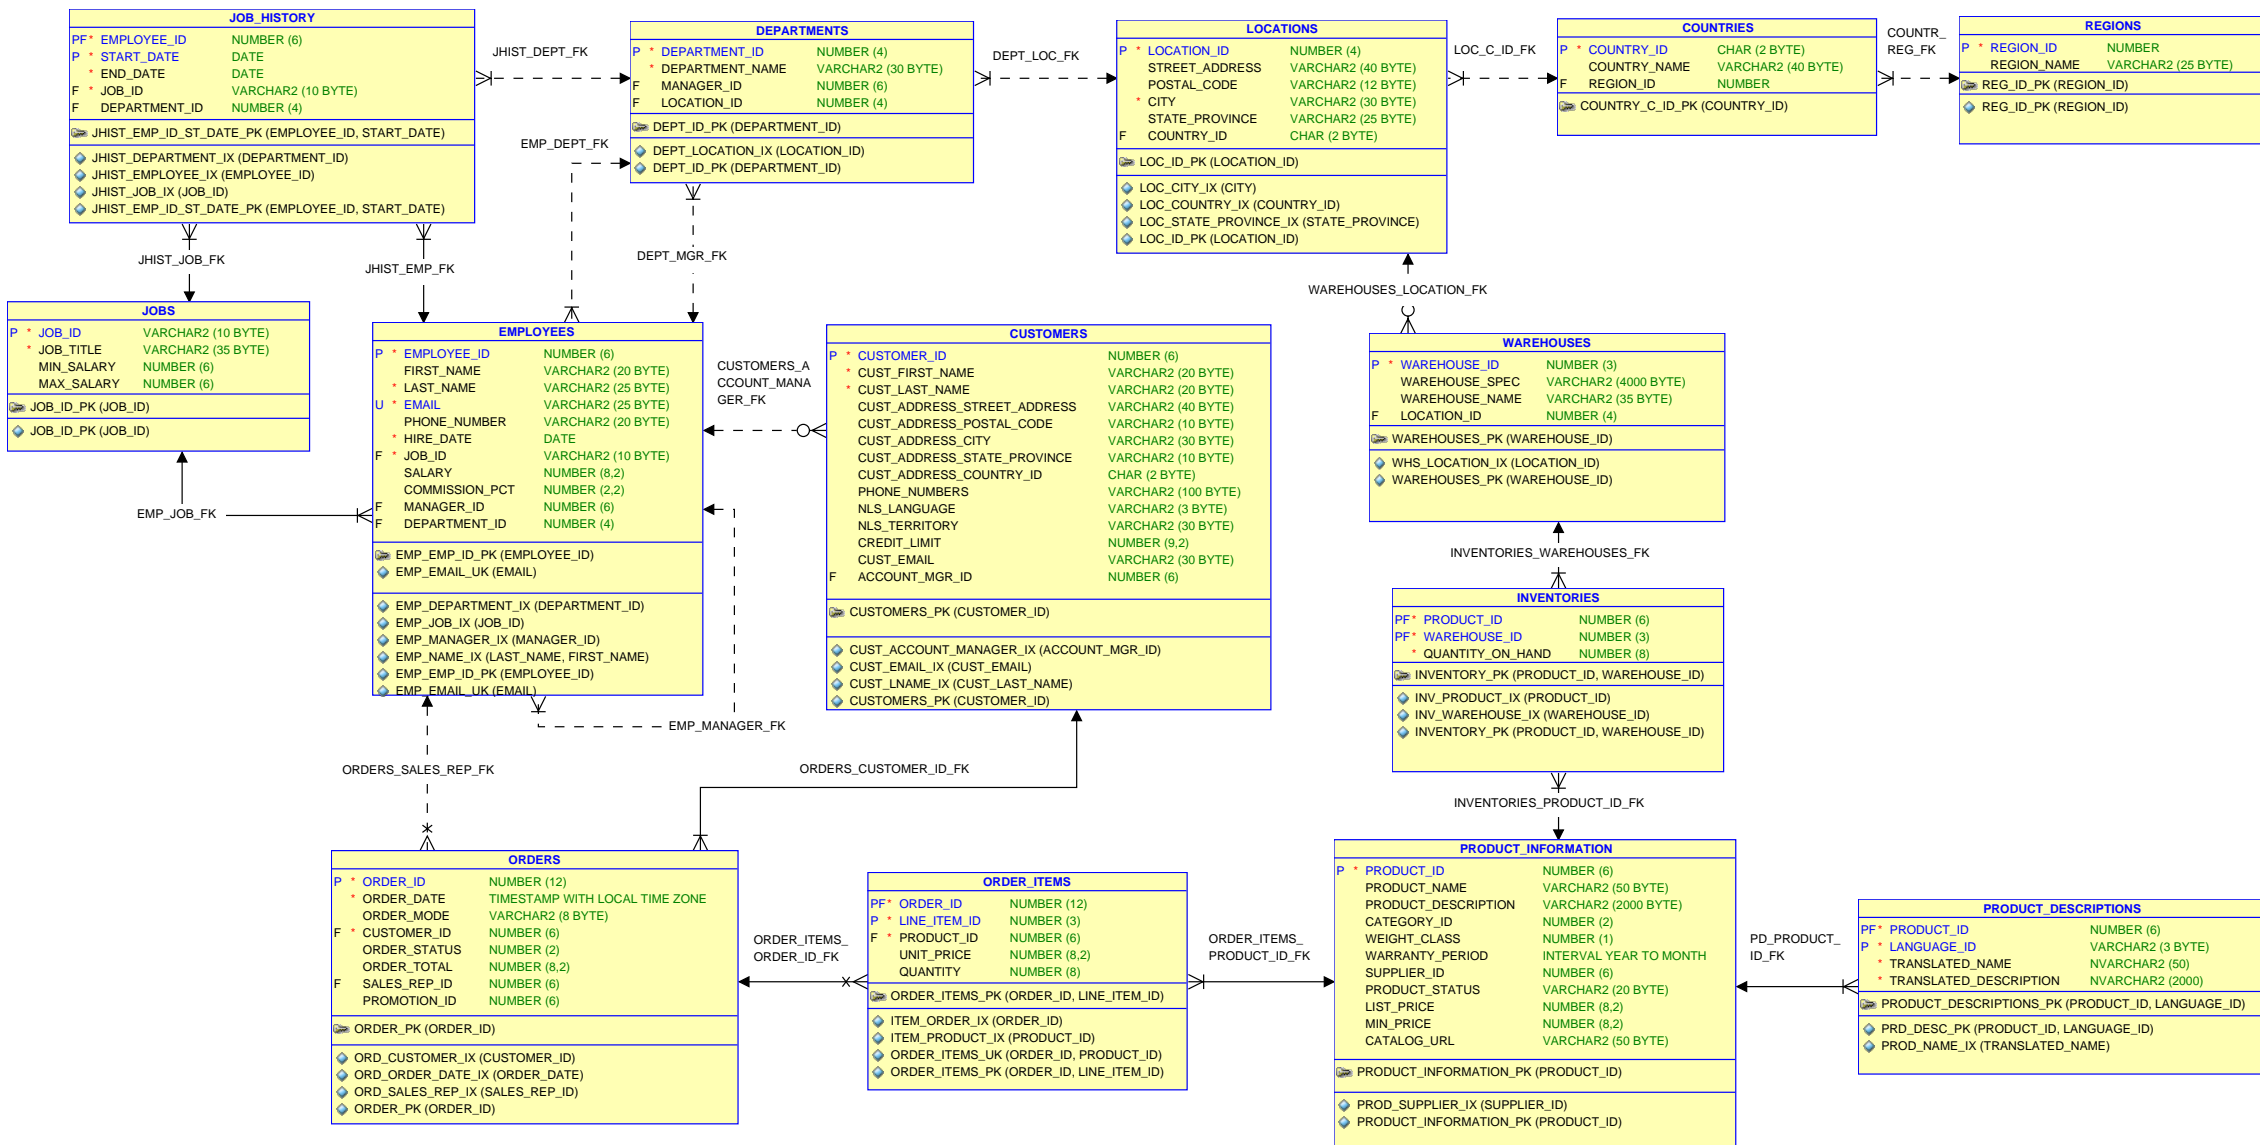 JOB_HISTORY
PF* EMPLOYEE_ID NUMBER (6)
P * START_DATE DATE
* END_DATE DATE
F * JOB_ID VARCHAR2 (10 BYTE)
F DEPARTMENT_ID NUMBER (4)
JHIST_EMP_ID_ST_DATE_PK (EMPLOYEE_ID, START_DATE)
JHIST_DEPARTMENT_IX (DEPARTMENT_ID)
JHIST_EMPLOYEE_IX (EMPLOYEE_ID)
JHIST_JOB_IX (JOB_ID)
JHIST_EMP_ID_ST_DATE_PK (EMPLOYEE_ID, START_DATE)
JHIST_DEPT_FK
DEPARTMENTS
P * DEPARTMENT_ID NUMBER (4)
* DEPARTMENT_NAME VARCHAR2 (30 BYTE)
F MANAGER_ID NUMBER (6)
F LOCATION_ID NUMBER (4)
DEPT_ID_PK (DEPARTMENT_ID)
DEPT_LOCATION_IX (LOCATION_ID)
DEPT_ID_PK (DEPARTMENT_ID)
DEPT_LOC_FK
LOCATIONS
P * LOCATION_ID NUMBER (4)
STREET_ADDRESS VARCHAR2 (40 BYTE)
POSTAL_CODE VARCHAR2 (12 BYTE)
* CITY VARCHAR2 (30 BYTE)
STATE_PROVINCE VARCHAR2 (25 BYTE)
F COUNTRY_ID CHAR (2 BYTE)
LOC_ID_PK (LOCATION_ID)
LOC_CITY_IX (CITY)
LOC_COUNTRY_IX (COUNTRY_ID)
LOC_STATE_PROVINCE_IX (STATE_PROVINCE)
LOC_ID_PK (LOCATION_ID)
LOC_C_ID_FK
COUNTRIES
P * COUNTRY_ID CHAR (2 BYTE)
COUNTRY_NAME VARCHAR2 (40 BYTE)
F REGION_ID NUMBER
COUNTRY_C_ID_PK (COUNTRY_ID)
COUNTR_
REG_FK
REGIONS
P * REGION_ID NUMBER
REGION_NAME VARCHAR2 (25 BYTE)
REG_ID_PK (REGION_ID)
REG_ID_PK (REGION_ID)
EMP_DEPT_FK
DEPT_MGR_FK
JHIST_JOB_FK
JHIST_EMP_FK
WAREHOUSES_LOCATION_FK
JOBS
P * JOB_ID VARCHAR2 (10 BYTE)
* JOB_TITLE VARCHAR2 (35 BYTE)
MIN_SALARY NUMBER (6)
MAX_SALARY NUMBER (6)
JOB_ID_PK (JOB_ID)
JOB_ID_PK (JOB_ID)
EMP_JOB_FK
EMPLOYEES
P * EMPLOYEE_ID NUMBER (6)
FIRST_NAME VARCHAR2 (20 BYTE)
* LAST_NAME VARCHAR2 (25 BYTE)
U * EMAIL VARCHAR2 (25 BYTE)
PHONE_NUMBER VARCHAR2 (20 BYTE)
* HIRE_DATE DATE
F * JOB_ID VARCHAR2 (10 BYTE)
SALARY NUMBER (8,2)
COMMISSION_PCT NUMBER (2,2)
F MANAGER_ID NUMBER (6)
F DEPARTMENT_ID NUMBER (4)
EMP_EMP_ID_PK (EMPLOYEE_ID)
EMP_EMAIL_UK (EMAIL)
EMP_DEPARTMENT_IX (DEPARTMENT_ID)
EMP_JOB_IX (JOB_ID)
EMP_MANAGER_IX (MANAGER_ID)
EMP_NAME_IX (LAST_NAME, FIRST_NAME)
EMP_EMP_ID_PK (EMPLOYEE_ID)
EMP_EMAIL_UK (EMAIL)
EMP_MANAGER_FK
CUSTOMERS_A
CCOUNT_MANA
GER_FK
CUSTOMERS
P * CUSTOMER_ID NUMBER (6)
* CUST_FIRST_NAME VARCHAR2 (20 BYTE)
* CUST_LAST_NAME VARCHAR2 (20 BYTE)
CUST_ADDRESS_STREET_ADDRESS VARCHAR2 (40 BYTE)
CUST_ADDRESS_POSTAL_CODE VARCHAR2 (10 BYTE)
CUST_ADDRESS_CITY VARCHAR2 (30 BYTE)
CUST_ADDRESS_STATE_PROVINCE VARCHAR2 (10 BYTE)
CUST_ADDRESS_COUNTRY_ID CHAR (2 BYTE)
PHONE_NUMBERS VARCHAR2 (100 BYTE)
NLS_LANGUAGE VARCHAR2 (3 BYTE)
NLS_TERRITORY VARCHAR2 (30 BYTE)
CREDIT_LIMIT NUMBER (9,2)
CUST_EMAIL VARCHAR2 (30 BYTE)
F ACCOUNT_MGR_ID NUMBER (6)
CUSTOMERS_PK (CUSTOMER_ID)
CUST_ACCOUNT_MANAGER_IX (ACCOUNT_MGR_ID)
CUST_EMAIL_IX (CUST_EMAIL)
CUST_LNAME_IX (CUST_LAST_NAME)
CUSTOMERS_PK (CUSTOMER_ID)
WAREHOUSES
P * WAREHOUSE_ID NUMBER (3)
WAREHOUSE_SPEC VARCHAR2 (4000 BYTE)
WAREHOUSE_NAME VARCHAR2 (35 BYTE)
F LOCATION_ID NUMBER (4)
WAREHOUSES_PK (WAREHOUSE_ID)
WHS_LOCATION_IX (LOCATION_ID)
WAREHOUSES_PK (WAREHOUSE_ID)
INVENTORIES_WAREHOUSES_FK
INVENTORIES
PF* PRODUCT_ID NUMBER (6)
PF* WAREHOUSE_ID NUMBER (3)
* QUANTITY_ON_HAND NUMBER (8)
INVENTORY_PK (PRODUCT_ID, WAREHOUSE_ID)
INV_PRODUCT_IX (PRODUCT_ID)
INV_WAREHOUSE_IX (WAREHOUSE_ID)
INVENTORY_PK (PRODUCT_ID, WAREHOUSE_ID)
INVENTORIES_PRODUCT_ID_FK
ORDERS_SALES_REP_FK
ORDERS_CUSTOMER_ID_FK
ORDERS
P * ORDER_ID NUMBER (12)
* ORDER_DATE TIMESTAMP WITH LOCAL TIME ZONE
ORDER_MODE VARCHAR2 (8 BYTE)
F * CUSTOMER_ID NUMBER (6)
ORDER_STATUS NUMBER (2)
ORDER_TOTAL NUMBER (8,2)
F SALES_REP_ID NUMBER (6)
PROMOTION_ID NUMBER (6)
ORDER_PK (ORDER_ID)
ORD_CUSTOMER_IX (CUSTOMER_ID)
ORD_ORDER_DATE_IX (ORDER_DATE)
ORD_SALES_REP_IX (SALES_REP_ID)
ORDER_PK (ORDER_ID)
ORDER_ITEMS_
ORDER_ID_FK
ORDER_ITEMS
PF* ORDER_ID NUMBER (12)
P * LINE_ITEM_ID NUMBER (3)
F * PRODUCT_ID NUMBER (6)
UNIT_PRICE NUMBER (8,2)
QUANTITY NUMBER (8)
ORDER_ITEMS_PK (ORDER_ID, LINE_ITEM_ID)
ITEM_ORDER_IX (ORDER_ID)
ITEM_PRODUCT_IX (PRODUCT_ID)
ORDER_ITEMS_UK (ORDER_ID, PRODUCT_ID)
ORDER_ITEMS_PK (ORDER_ID, LINE_ITEM_ID)
ORDER_ITEMS_
PRODUCT_ID_FK
PRODUCT_INFORMATION
P * PRODUCT_ID NUMBER (6)
PRODUCT_NAME VARCHAR2 (50 BYTE)
PRODUCT_DESCRIPTION VARCHAR2 (2000 BYTE)
CATEGORY_ID NUMBER (2)
WEIGHT_CLASS NUMBER (1)
WARRANTY_PERIOD INTERVAL YEAR TO MONTH
SUPPLIER_ID NUMBER (6)
PRODUCT_STATUS VARCHAR2 (20 BYTE)
LIST_PRICE NUMBER (8,2)
MIN_PRICE NUMBER (8,2)
CATALOG_URL VARCHAR2 (50 BYTE)
PRODUCT_INFORMATION_PK (PRODUCT_ID)
PROD_SUPPLIER_IX (SUPPLIER_ID)
PRODUCT_INFORMATION_PK (PRODUCT_ID)
PD_PRODUCT_
ID_FK
PRODUCT_DESCRIPTIONS
PF* PRODUCT_ID NUMBER (6)
P * LANGUAGE_ID VARCHAR2 (3 BYTE)
* TRANSLATED_NAME NVARCHAR2 (50)
* TRANSLATED_DESCRIPTION NVARCHAR2 (2000)
PRODUCT_DESCRIPTIONS_PK (PRODUCT_ID, LANGUAGE_ID)
PRD_DESC_PK (PRODUCT_ID, LANGUAGE_ID)
PROD_NAME_IX (TRANSLATED_NAME)